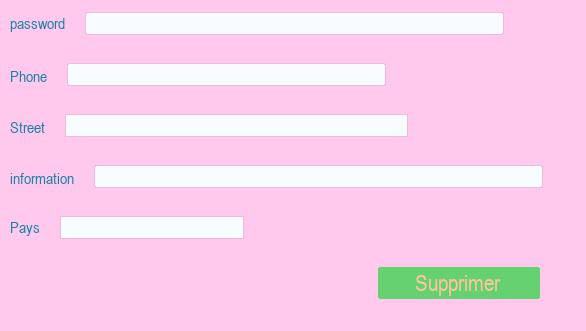 password
Phone
Street
information
Pays
Supprimer